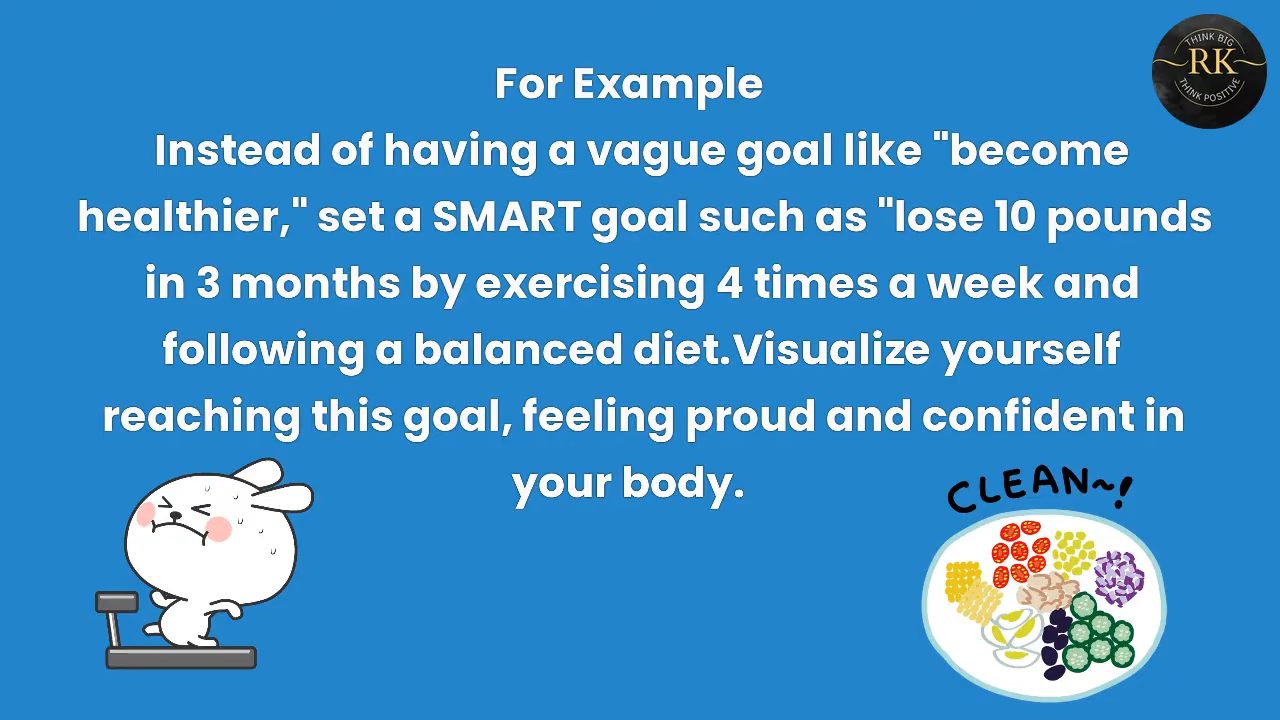 THINK BIG
RK
THINK POSITIVE
For Example
Instead of having a vague goal like "become
healthier," set a SMART goal such as "lose 10 pounds
in 3 months by exercising 4 times a week and
following a balanced diet.Visualize yourself
reaching this goal, feeling proud and confident in
your body.
CLEAN~!